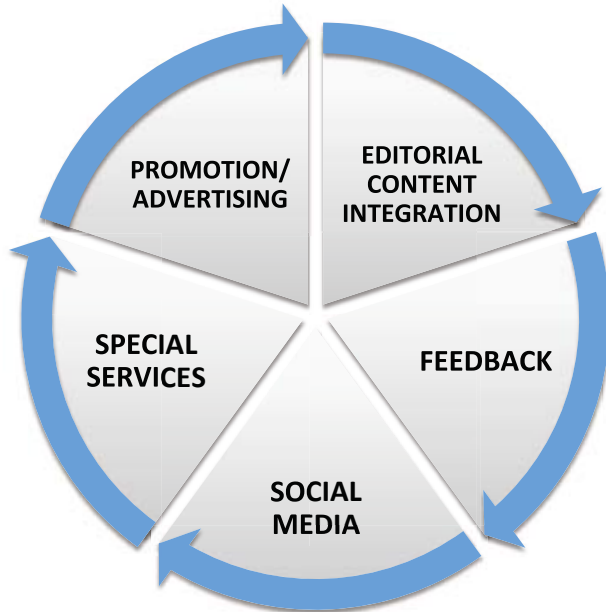 PROMOTION/
ADVERTISING
EDITORIAL
CONTENT
INTEGRATION
FEEDBACK
SOCIAL
MEDIA
SPECIAL
SERVICES